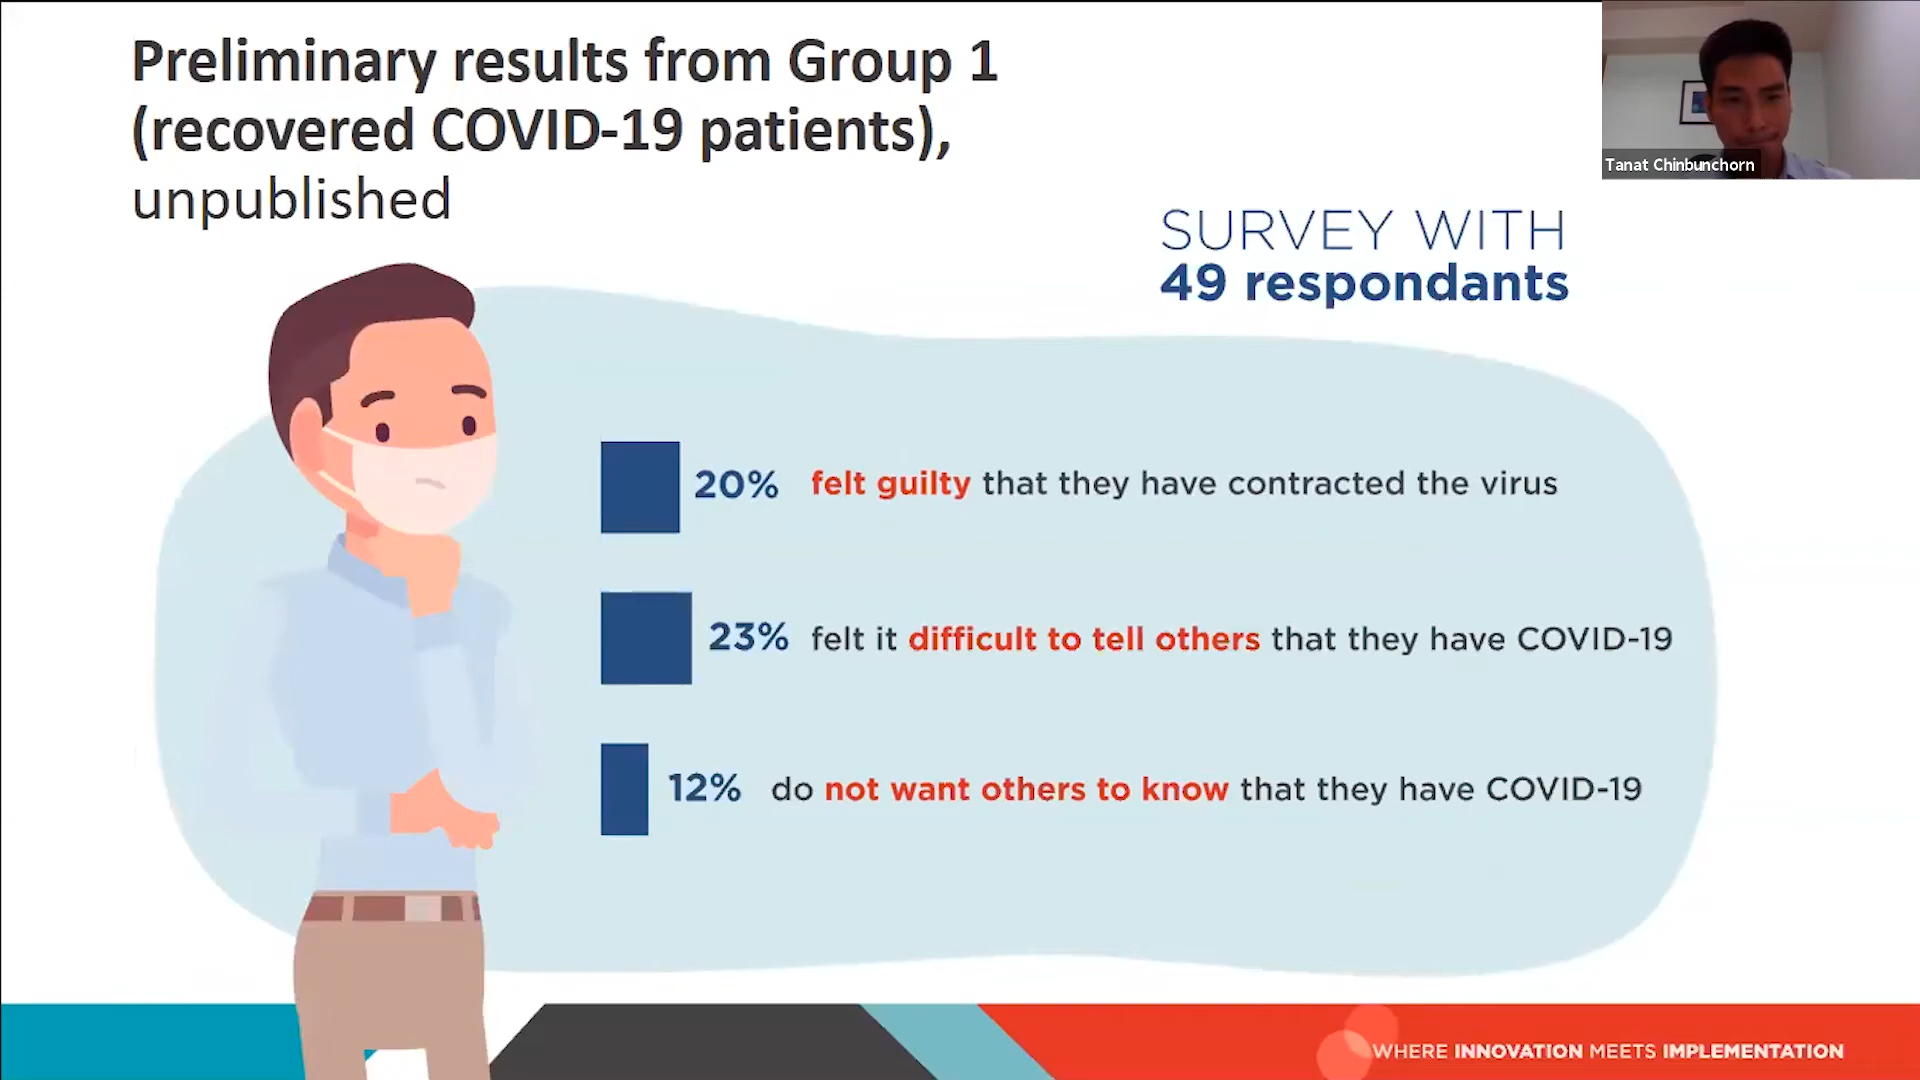 Preliminary results from Group 1
(recovered COVID-19 patients),
unpublished
Tanat Chinbunchorn
SURVEY WITH
49 respondants
20% felt guilty that they have contracted the virus
23% felt it difficult to tell others that they have COVID-19
12% do not want others to know that they have COVID-19
WHERE INNOVATION MEETS IMPLEMENTATION